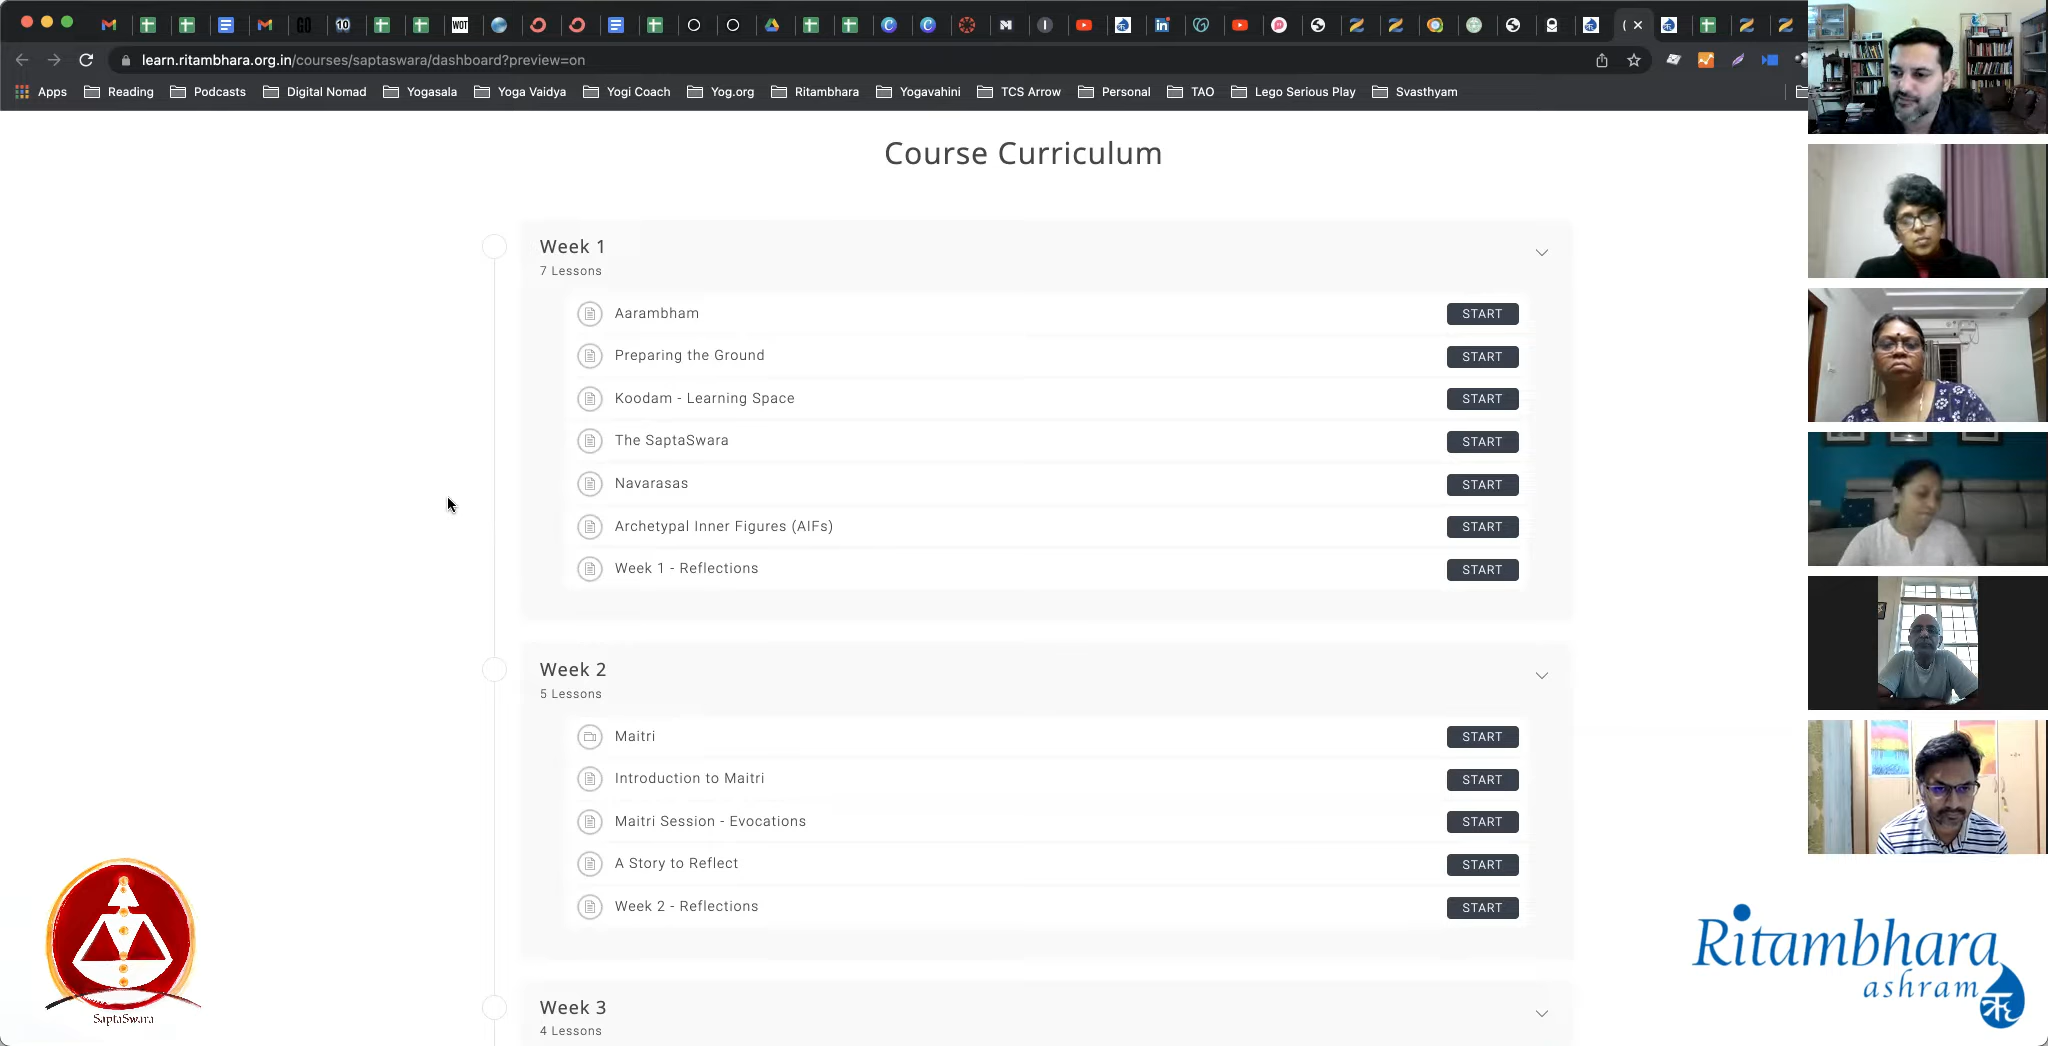 GO
10
WOT
in
learn.ritambhara.org.in/courses/saptaswara/dashboard?preview=on
Apps Reading Podcasts Digital Nomad Yogasala Yoga Vaidya Yogi Coach Yog.org Ritambhara Yogavahini TCS Arrow Personal TAO Lego Serious Play Svasthyam
Course Curriculum
Week 1
7 Lessons
Aarambham START
Preparing the Ground START
Koodam - Learning Space START
The SaptaSwara START
Navarasas START
Archetypal Inner Figures (AIFs) START
Week 1 - Reflections START
Week 2
5 Lessons
Maitri START
Introduction to Maitri START
Maitri Session - Evocations START
A Story to Reflect START
Week 2 - Reflections START
Week 3
4 Lessons
SaptaSwara
Ritambhara
ashram